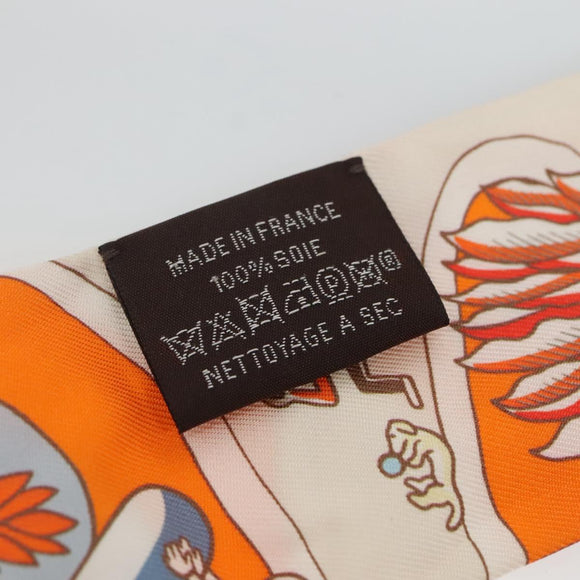 MADE IN FRANCE
100% SOIE
P ®
NETTOYAGE A SEC